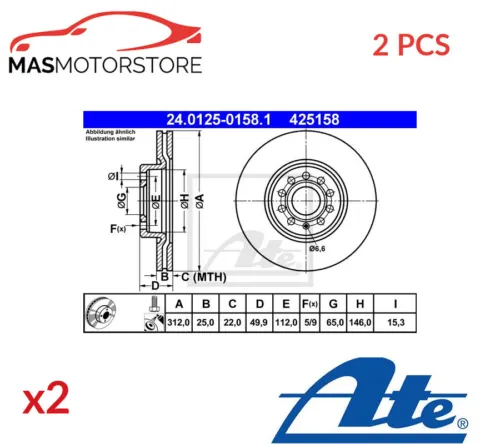 MASMOTORSTORE
2 PCS
24.0125-0158.1 425158
Abbildung ähnlich
Illustration similar
ØI
ØG
ØE
ØH
ØA
F(x)
B
C (MTH)
D
Ø6,6
Ate
A B C D E F(x) G H I
312,0 25,0 22,0 49,9 112,0 5/9 65,0 146,0 15,3
x2
Ate®